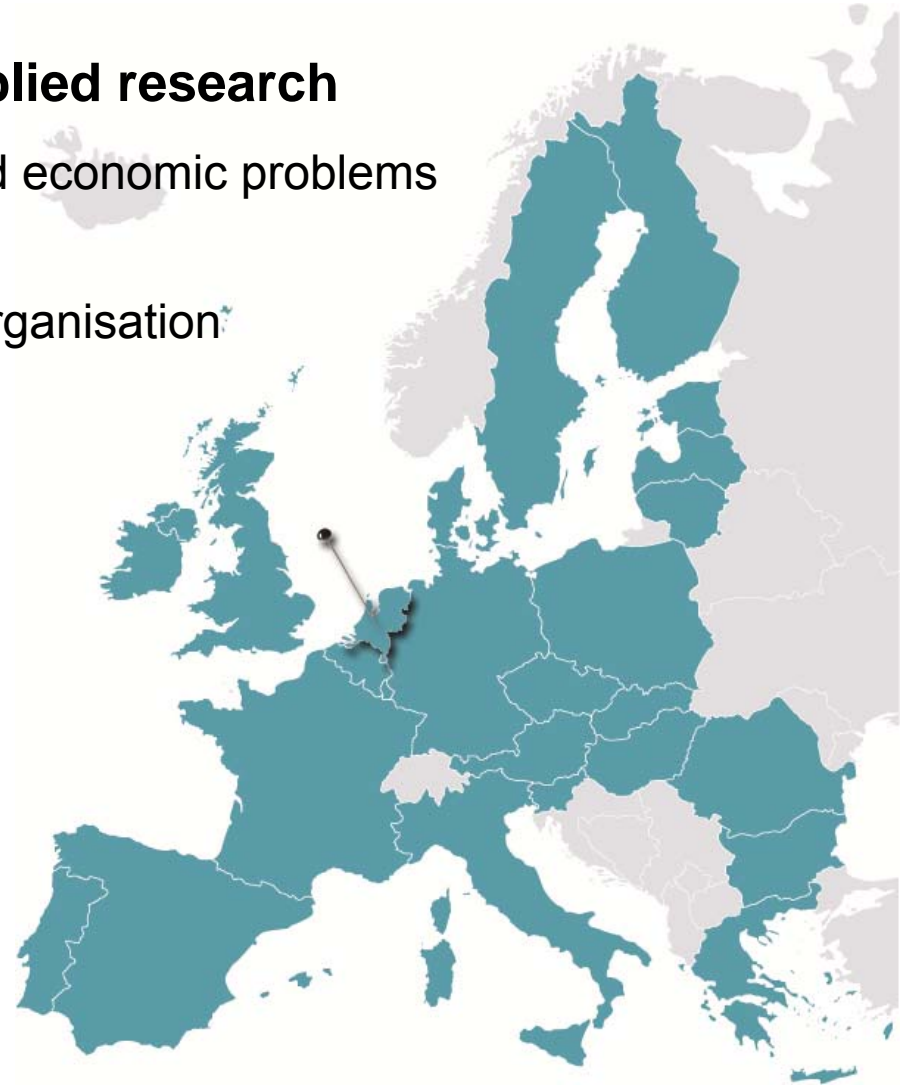 plied research
d economic problems
rganisation